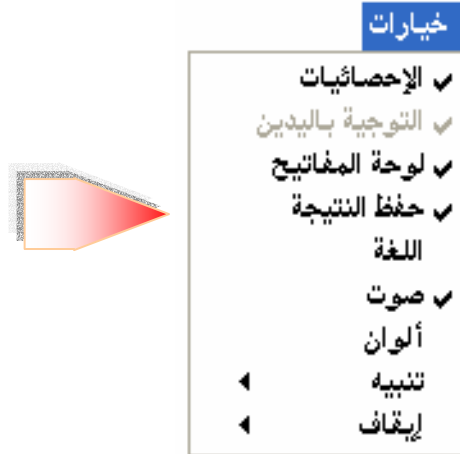 خيارات
الإحصائيات
التوجية باليدين
لوحة المفاتيح
حفظ النتيجة
اللغة
صوت
ألوان
تنبيه
إيقاف